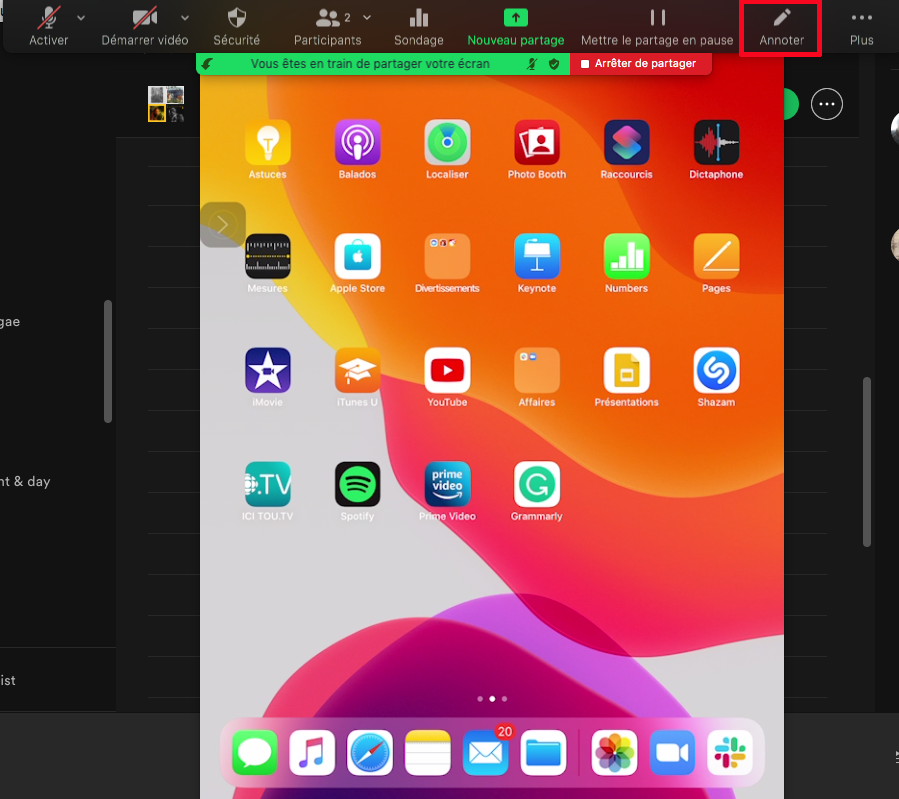 Activer Démarrer vidéo Sécurité 2 Participants Sondage Nouveau partage Mettre le partage en pause Annoter Plus
Vous êtes en train de partager votre écran Arrêter de partager
Astuces Balados Localiser Photo Booth Raccourcis Dictaphone
Mesures Apple Store Divertissements Keynote Numbers Pages
gae
iMovie iTunes U YouTube Affaires Présentations Shazam
nt & day
.TV prime video
ICI TOU.TV Spotify Prime Video Grammarly
ist
20